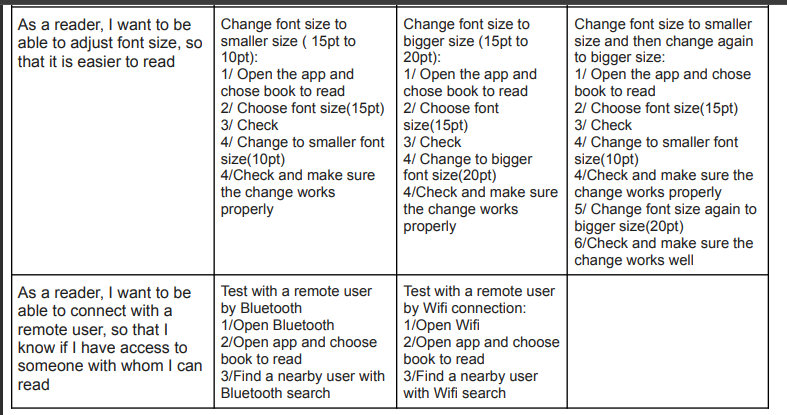 As a reader, I want to be
able to adjust font size, so
that it is easier to read
Change font size to
smaller size ( 15pt to
10pt):
1/ Open the app and
chose book to read
2/ Choose font size(15pt)
3/ Check
4/ Change to smaller font
size(10pt)
4/Check and make sure
the change works
properly
Change font size to
bigger size (15pt to
20pt):
1/ Open the app and
chose book to read
2/ Choose font
size(15pt)
3/ Check
4/ Change to bigger
font size(20pt)
4/Check and make sure
the change works
properly
Change font size to smaller
size and then change again
to bigger size:
1/ Open the app and chose
book to read
2/ Choose font size(15pt)
3/ Check
4/ Change to smaller font
size(10pt)
4/Check and make sure the
change works properly
5/ Change font size again to
bigger size(20pt)
6/Check and make sure the
change works well
As a reader, I want to be
able to connect with a
remote user, so that I
know if I have access to
someone with whom I can
read
Test with a remote user
by Bluetooth
1/Open Bluetooth
2/Open app and choose
book to read
3/Find a nearby user with
Bluetooth search
Test with a remote user
by Wifi connection:
1/Open Wifi
2/Open app and choose
book to read
3/Find a nearby user
with Wifi search